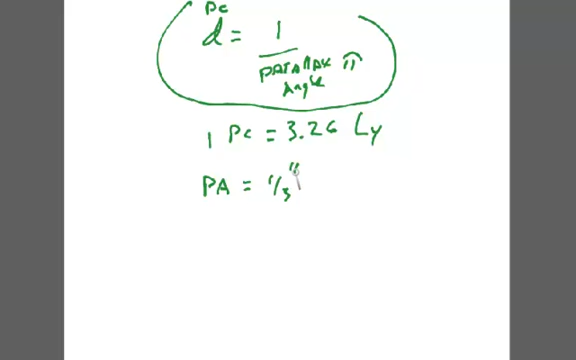 pc
d = 1
PARAllAx π
Angle
1 Pc = 3.26 Ly
PA = 1/3"